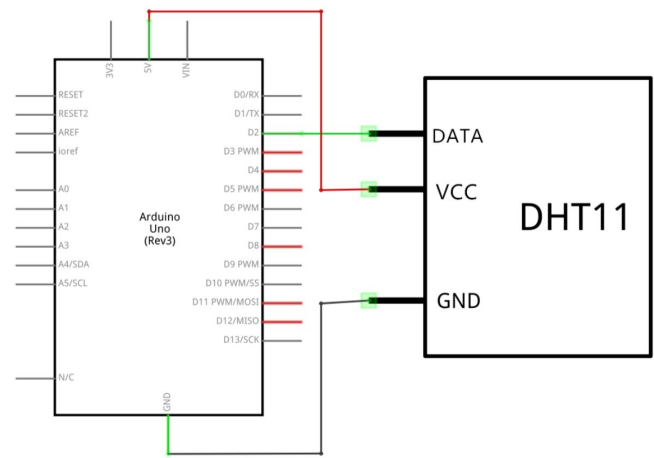 3V3
5V
VIN
RESET
RESET2
AREF
ioref
A0
A1
A2
A3
A4/SDA
A5/SCL
N/C
D0/RX
D1/TX
D2
D3 PWM
D4
D5 PWM
D6 PWM
D7
D8
D9 PWM
D10 PWM/SS
D11 PWM/MOSI
D12/MISO
D13/SCK
Arduino
Uno
(Rev3)
GND
DATA
VCC
GND
DHT11